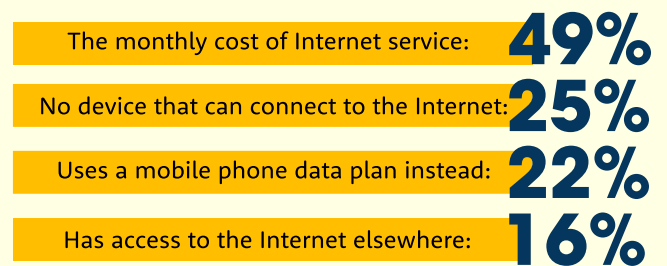 The monthly cost of Internet service: 49%
No device that can connect to the Internet: 25%
Uses a mobile phone data plan instead: 22%
Has access to the Internet elsewhere: 16%